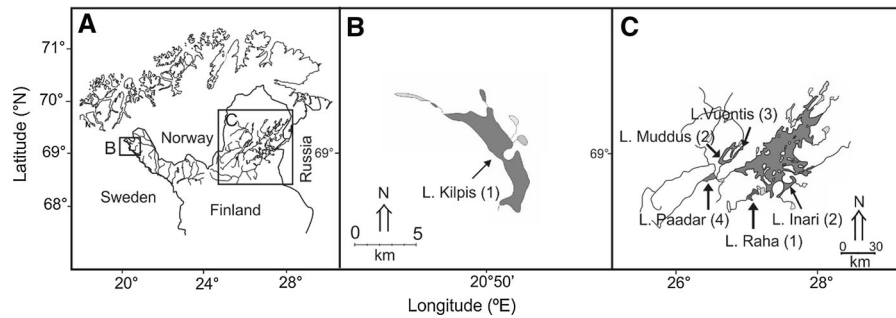 A
B
C
71°
70°
69°
68°
Latitude (°N)
Norway
C
B
Russia
Sweden
Finland
20°
24°
28°
69°
L. Kilpis (1)
N
0 5
km
20°50'
69°
L.Vuontis (3)
L. Muddus (2)
L. Paadar (4)
L. Inari (2)
L. Raha (1)
N
0 30
km
26°
28°
Longitude (ºE)